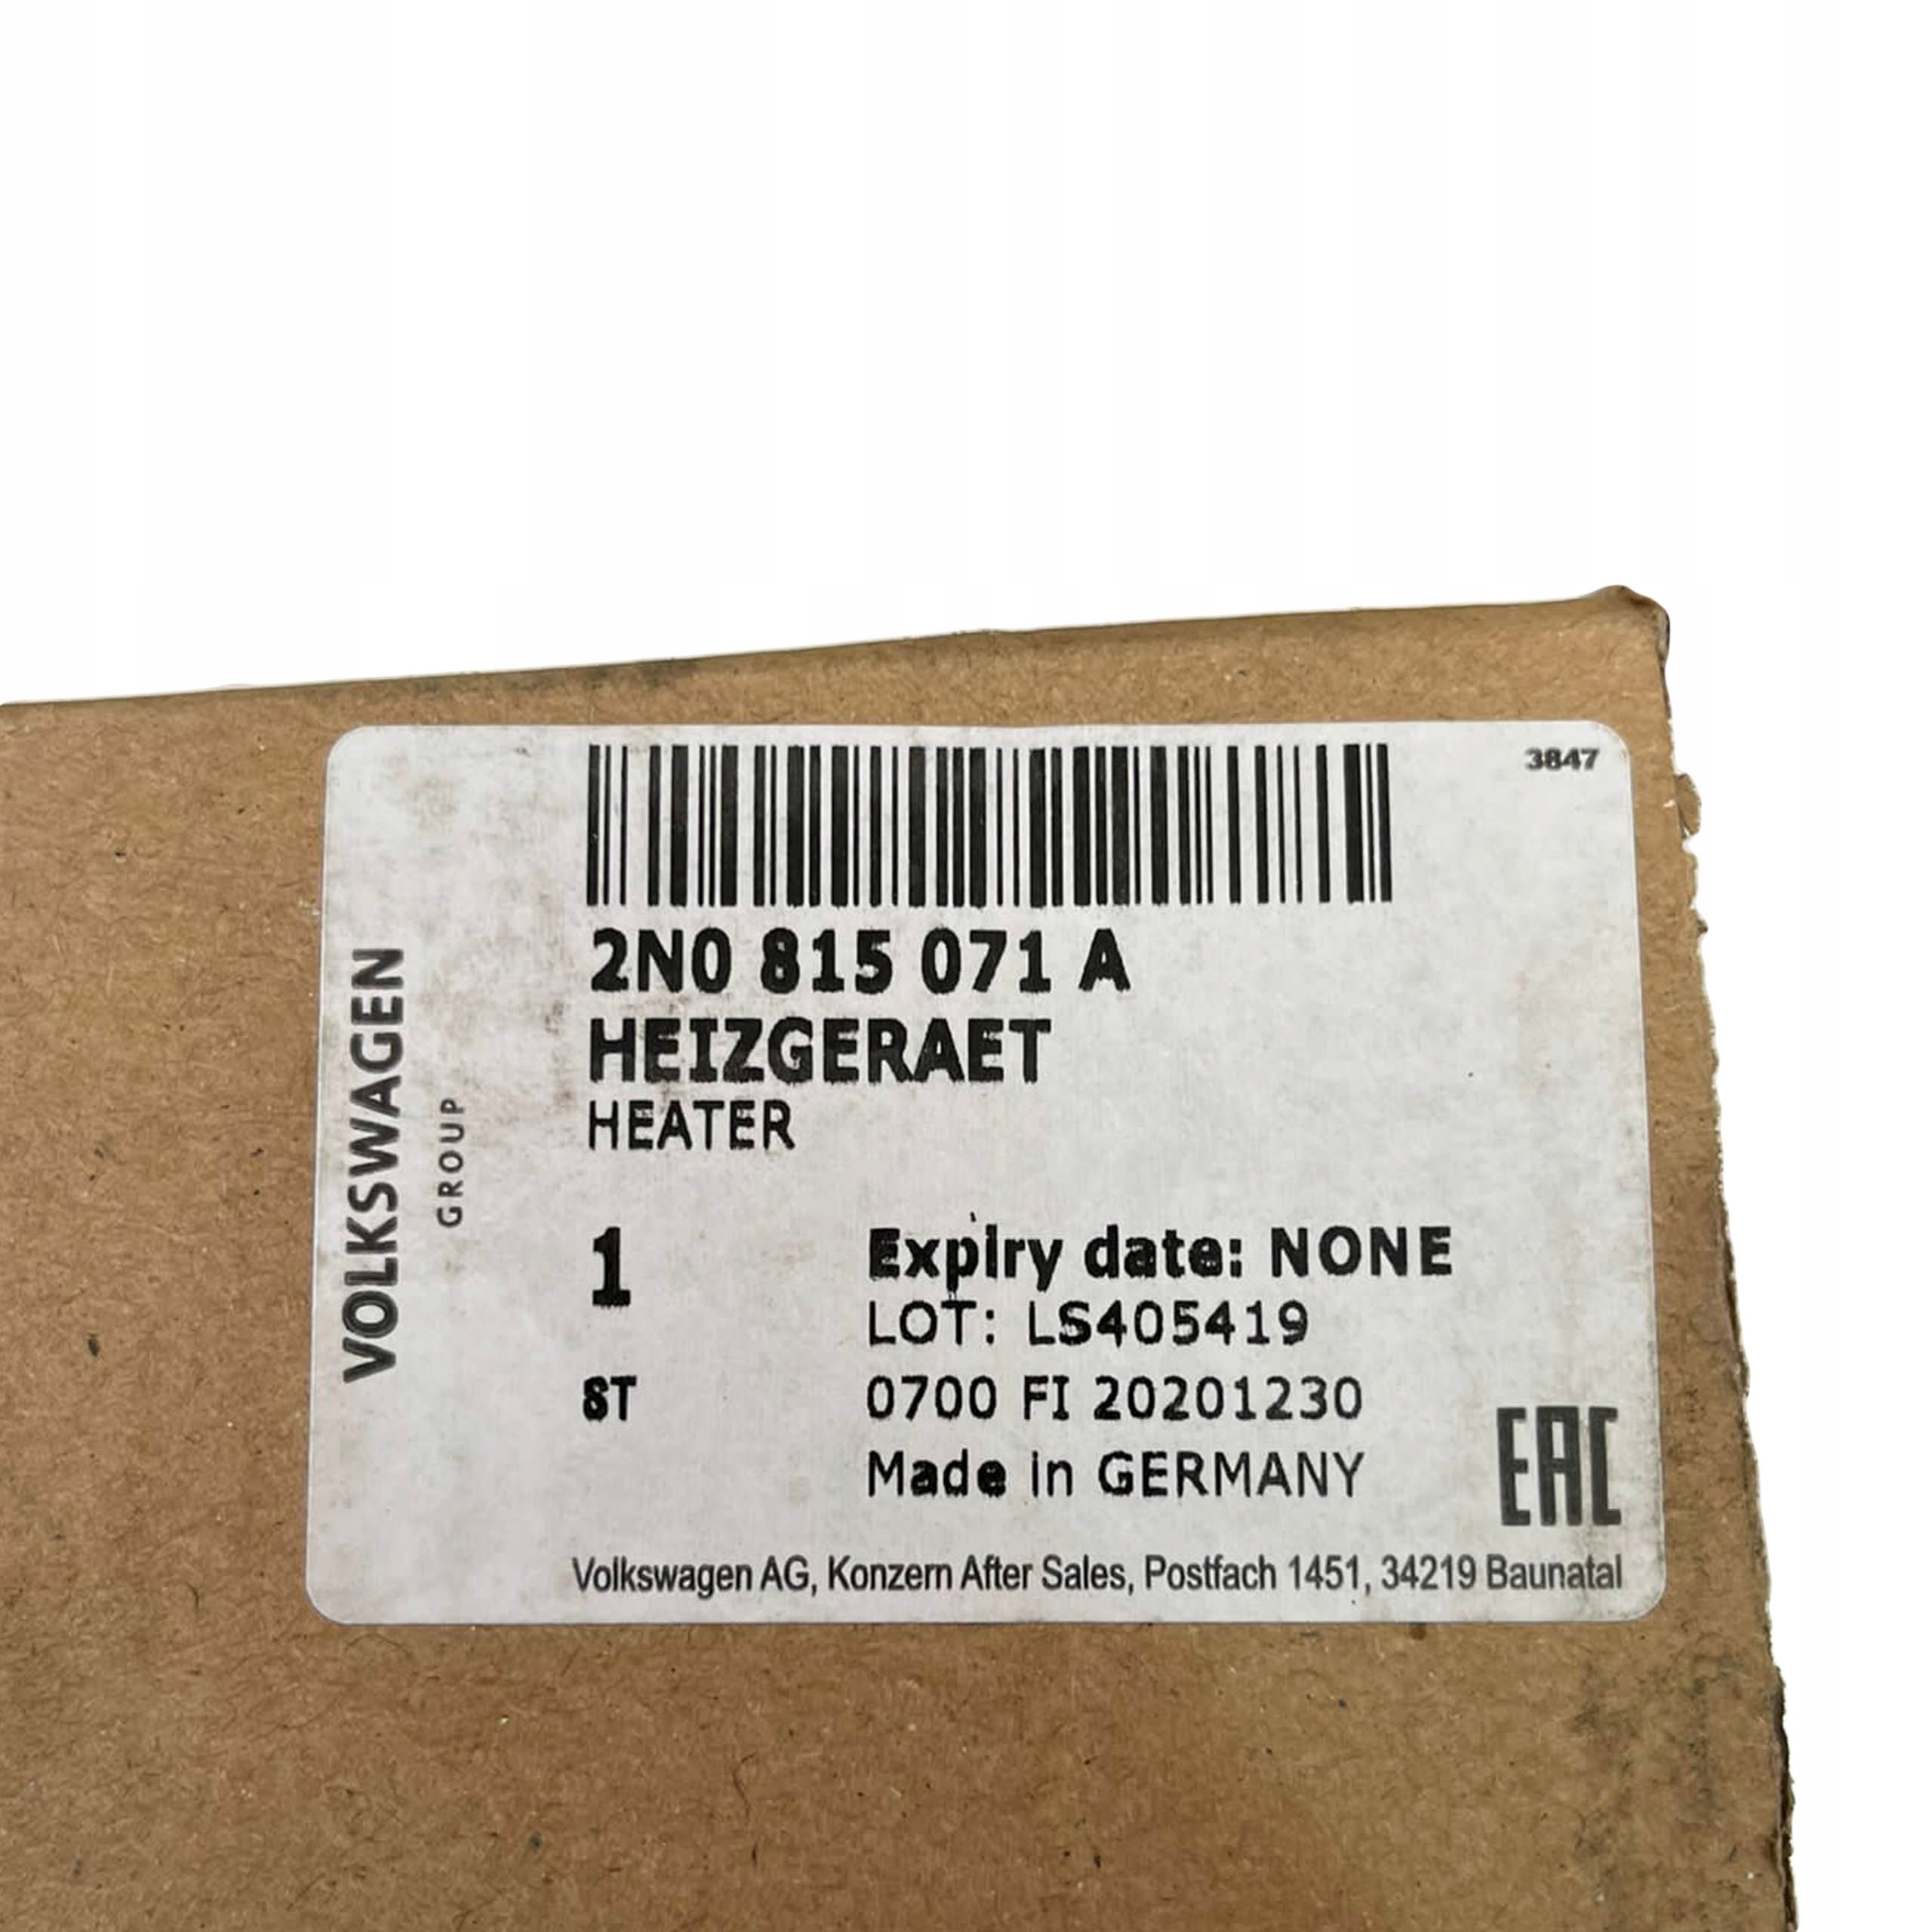 3847
2N0 815 071 A
HEIZGERAET
HEATER
VOLKSWAGEN
GROUP
1
Expiry date: NONE
LOT: LS405419
ST
0700 FI 20201230
Made in GERMANY
EAC
Volkswagen AG, Konzern After Sales, Postfach 1451, 34219 Baunatal